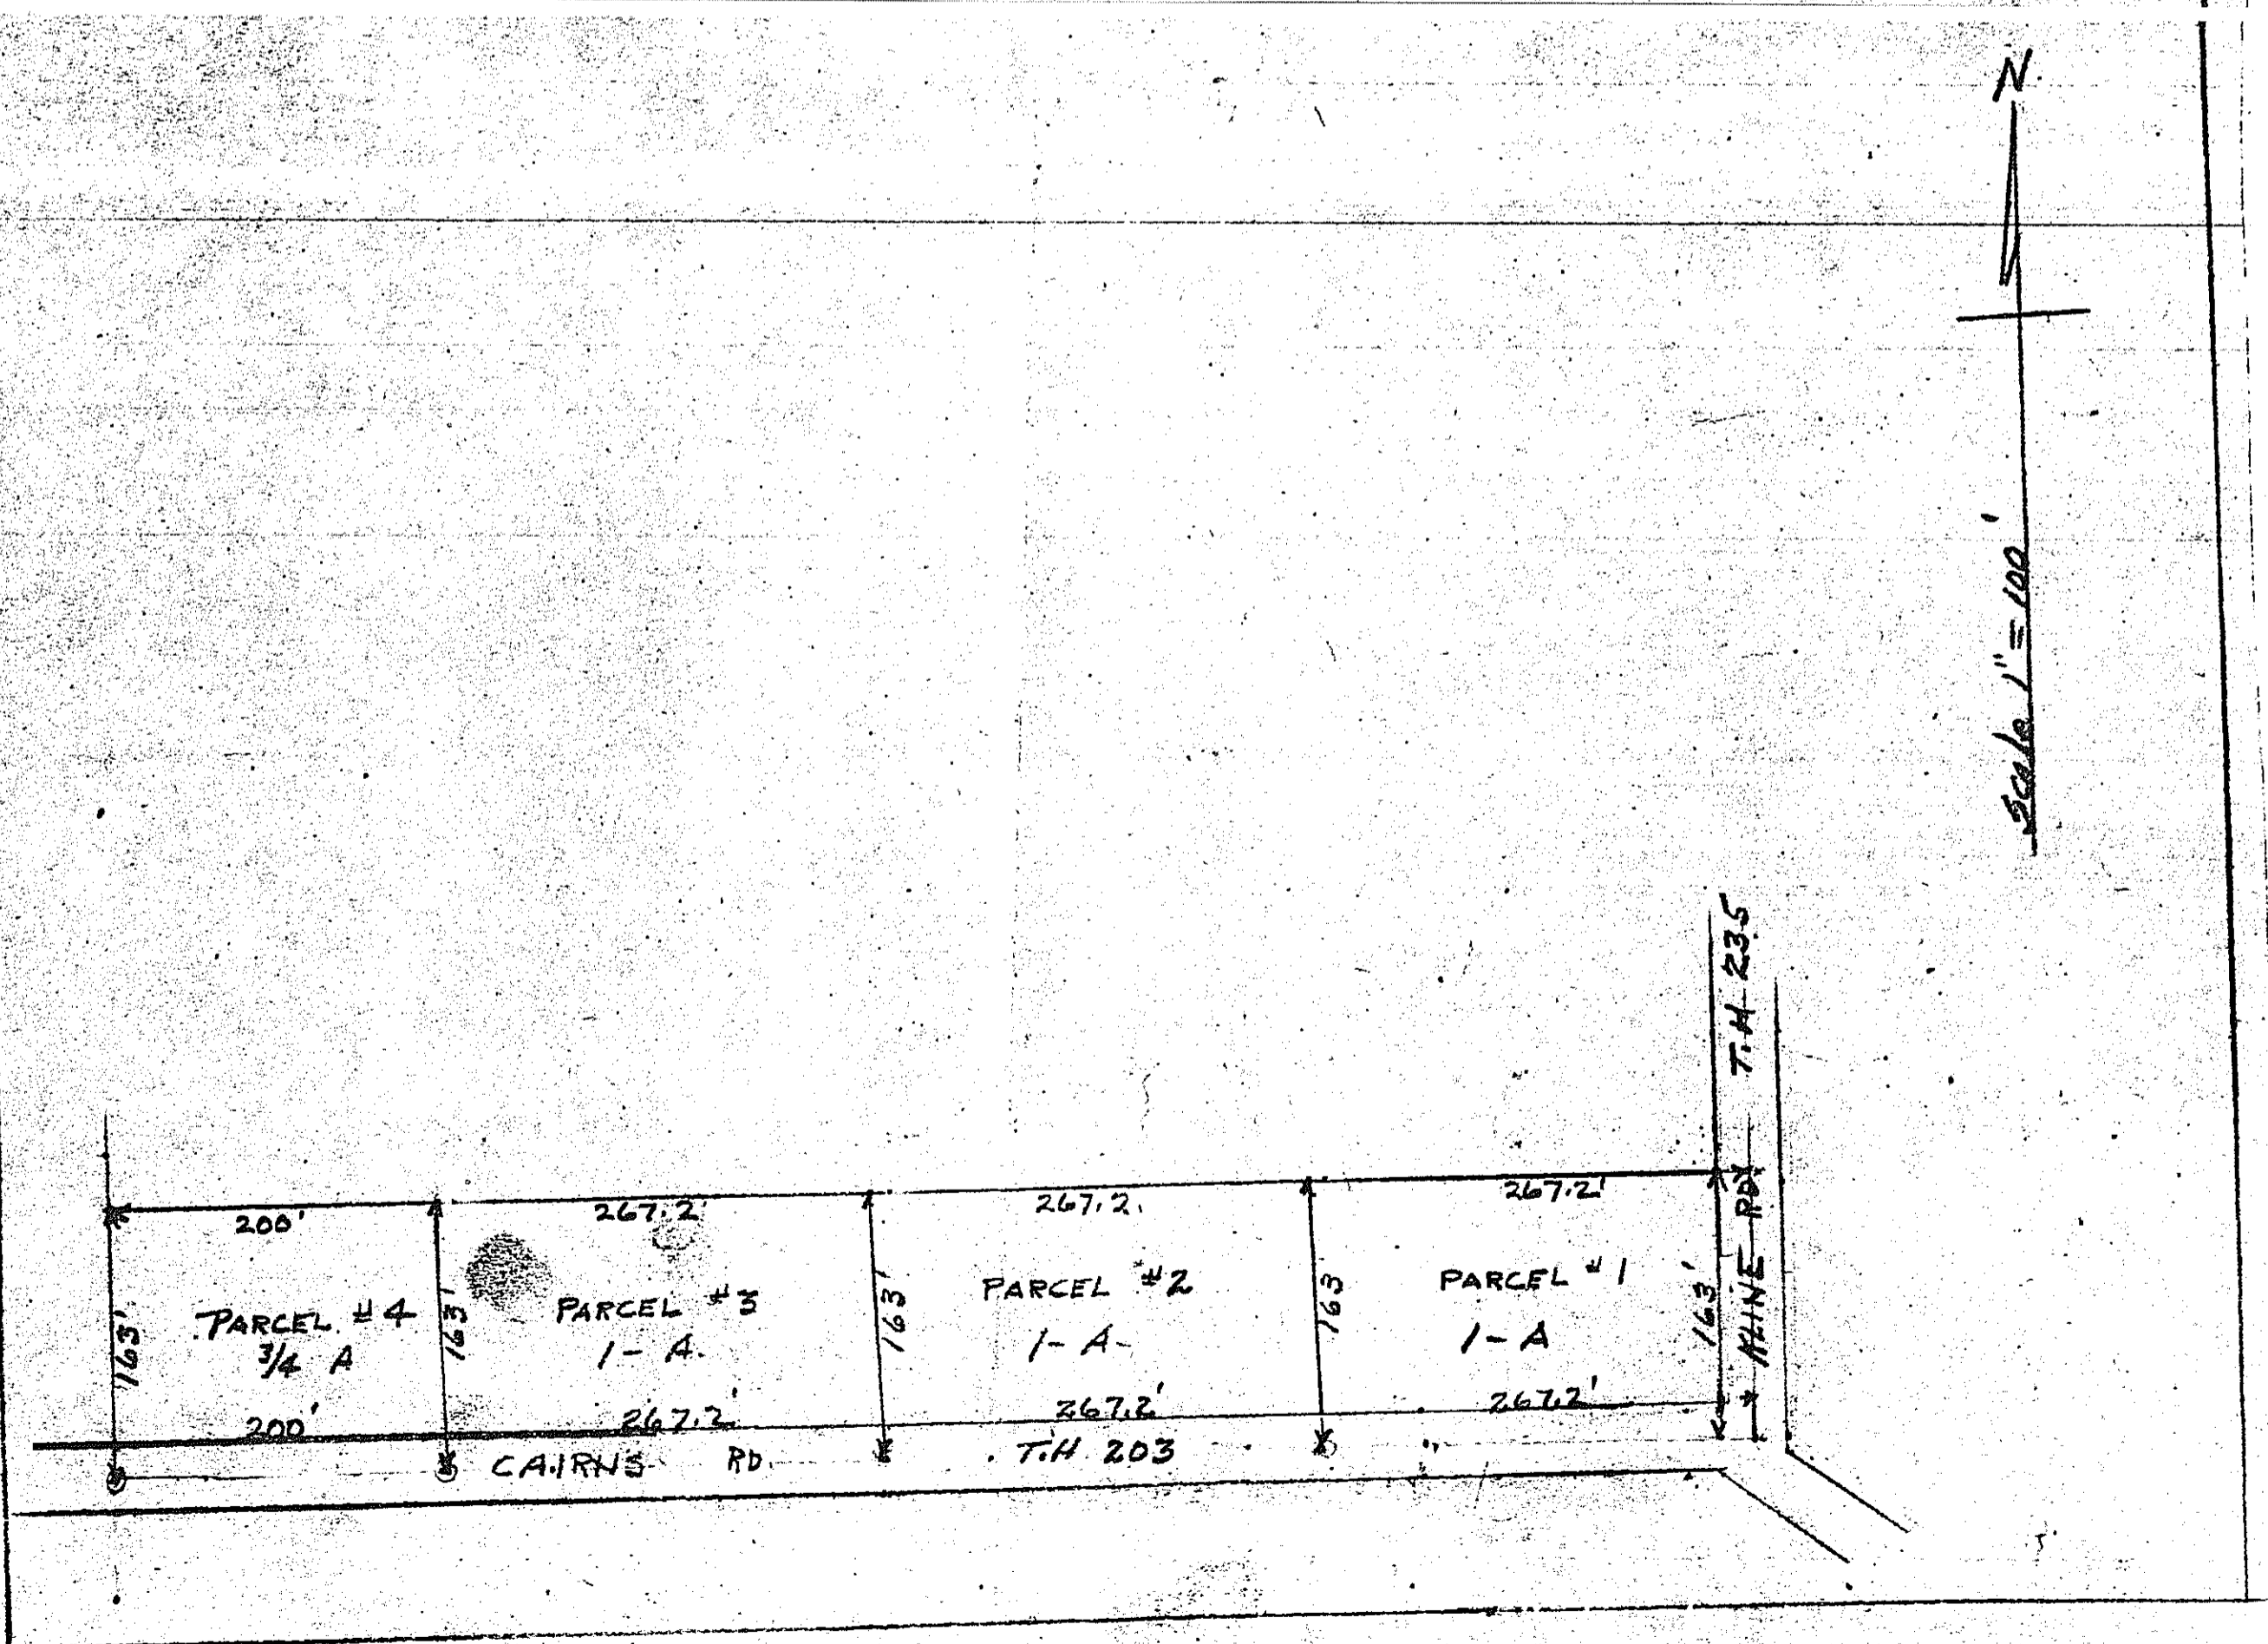 N
Scale 1" = 100'
T.H 235
KLINE RD.
200'
267.2'
267.2.
267.2'
163'
PARCEL #4
3/4 A
163'
PARCEL #3
1 - A.
163'
PARCEL #2
1 - A -
163'
PARCEL #1
1 - A
163'
200'
267.2'
267.2'
267.2'
CAIRNS RD.
T.H 203